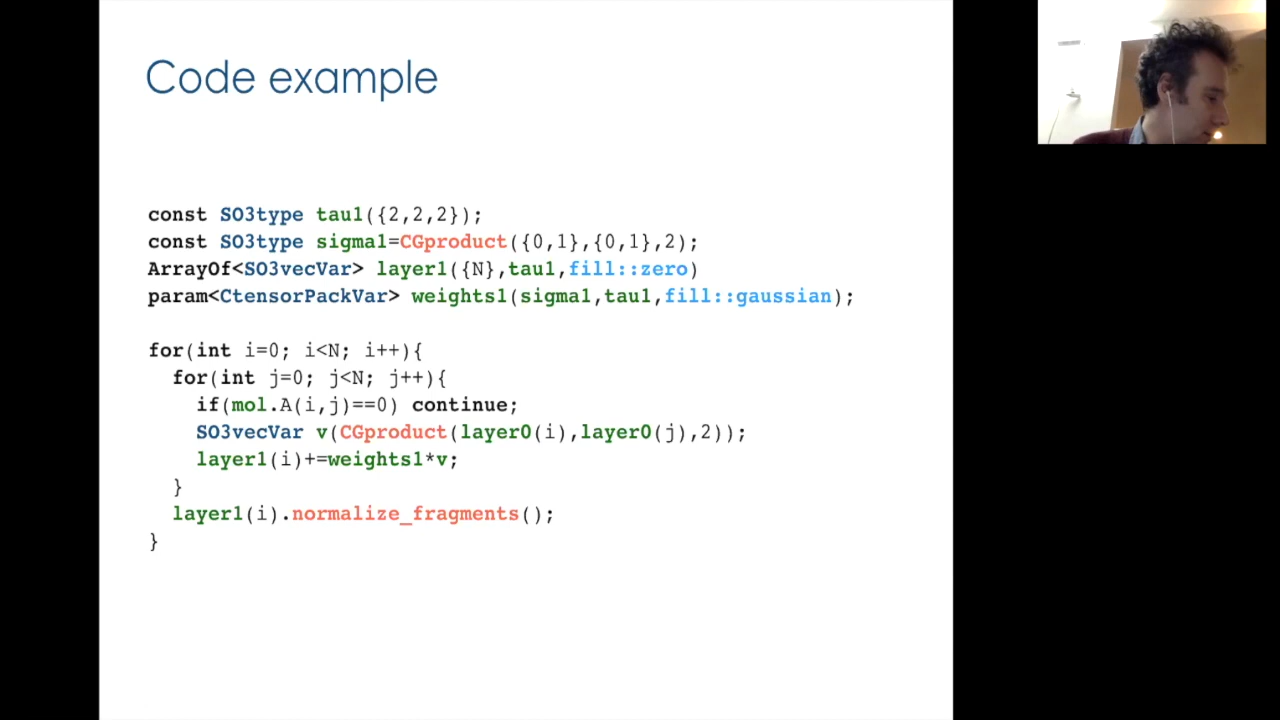 Code example
const SO3type tau1({2,2,2});
const SO3type sigma1=CGproduct({0,1},{0,1},2);
ArrayOf<SO3vecVar> layer1({N},tau1,fill::zero)
param<CtensorPackVar> weights1(sigma1,tau1,fill::gaussian);
for(int i=0; i<N; i++){
for(int j=0; j<N; j++){
if(mol.A(i,j)==0) continue;
SO3vecVar v(CGproduct(layer0(i),layer0(j),2));
layer1(i)+=weights1*v;
}
layer1(i).normalize_fragments();
}